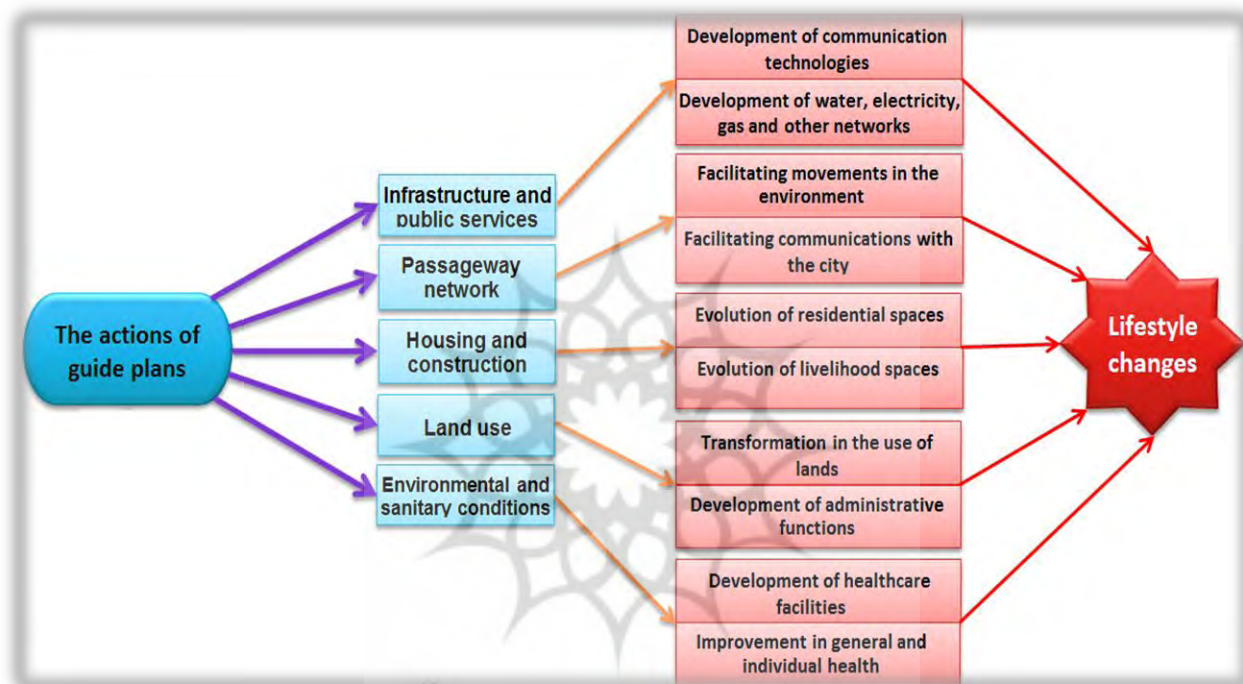 The actions of
guide plans
Infrastructure and
public services
Passageway
network
Housing and
construction
Land use
Environmental and
sanitary conditions
Development of communication
technologies
Development of water, electricity,
gas and other networks
Facilitating movements in the
environment
Facilitating communications with
the city
Evolution of residential spaces
Evolution of livelihood spaces
Transformation in the use of
lands
Development of administrative
functions
Development of healthcare
facilities
Improvement in general and
individual health
Lifestyle
changes